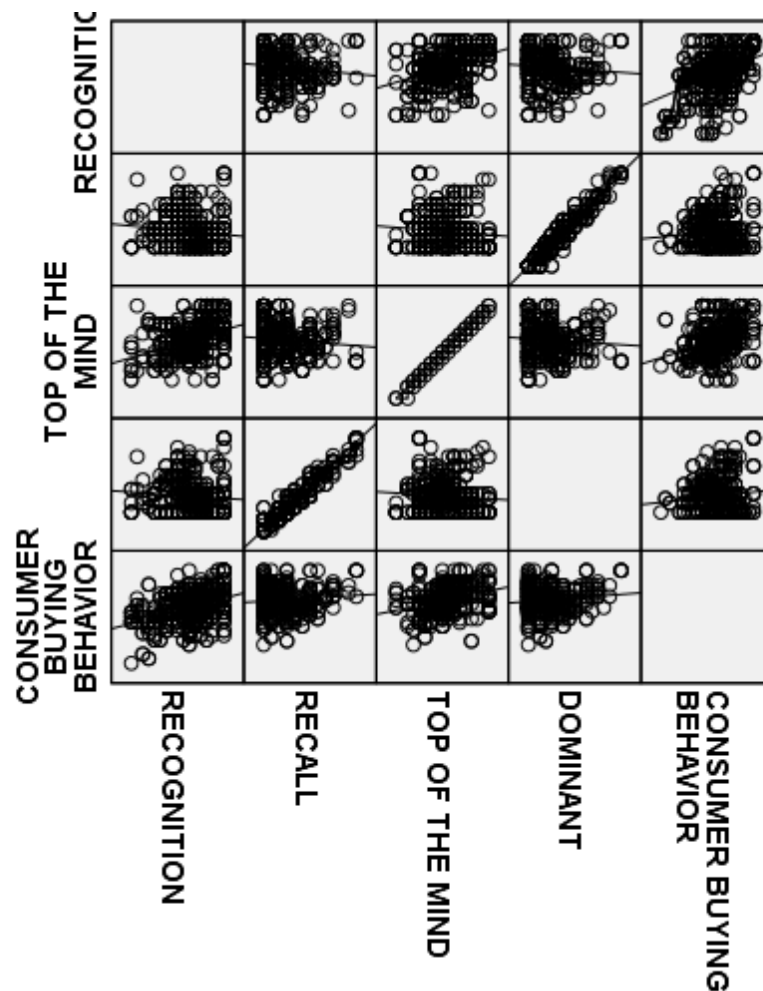 RECOGNITIC
TOP OF THE
MIND
CONSUMER
BUYING
BEHAVIOR
RECOGNITION
RECALL
TOP OF THE MIND
DOMINANT
CONSUMER BUYING
BEHAVIOR